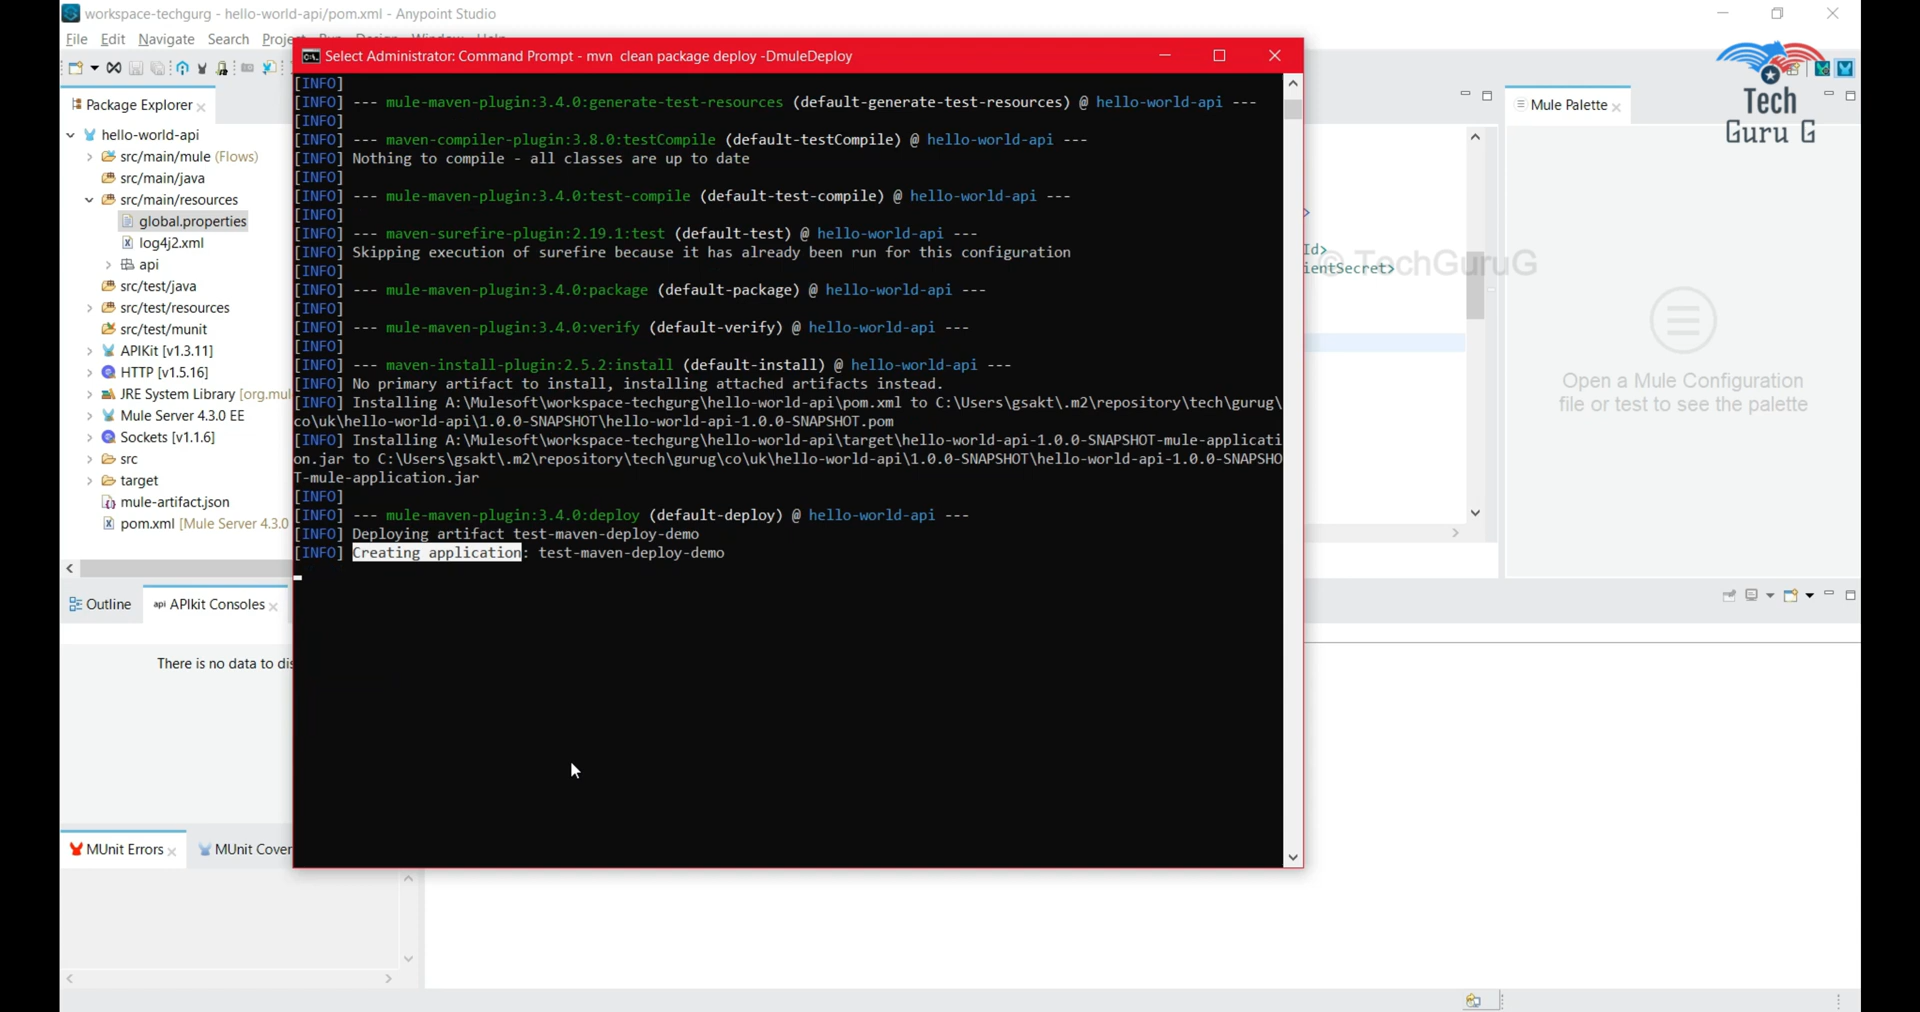 workspace-techgurg - hello-world-api/pom.xml - Anypoint Studio
File Edit Navigate Search Project Run Design Window Help
Select Administrator: Command Prompt - mvn  clean package deploy -DmuleDeploy
Package Explorer
hello-world-api
src/main/mule (Flows)
src/main/java
src/main/resources
global.properties
log4j2.xml
api
src/test/java
src/test/resources
src/test/munit
APIKit [v1.3.11]
HTTP [v1.5.16]
JRE System Library [org.mul
Mule Server 4.3.0 EE
Sockets [v1.1.6]
src
target
mule-artifact.json
pom.xml [Mule Server 4.3.0
[INFO]
[INFO] --- mule-maven-plugin:3.4.0:generate-test-resources (default-generate-test-resources) @ hello-world-api ---
[INFO]
[INFO] --- maven-compiler-plugin:3.8.0:testCompile (default-testCompile) @ hello-world-api ---
[INFO] Nothing to compile - all classes are up to date
[INFO]
[INFO] --- mule-maven-plugin:3.4.0:test-compile (default-test-compile) @ hello-world-api ---
[INFO]
[INFO] --- maven-surefire-plugin:2.19.1:test (default-test) @ hello-world-api ---
[INFO] Skipping execution of surefire because it has already been run for this configuration
[INFO]
[INFO] --- mule-maven-plugin:3.4.0:package (default-package) @ hello-world-api ---
[INFO]
[INFO] --- mule-maven-plugin:3.4.0:verify (default-verify) @ hello-world-api ---
[INFO]
[INFO] --- maven-install-plugin:2.5.2:install (default-install) @ hello-world-api ---
[INFO] No primary artifact to install, installing attached artifacts instead.
[INFO] Installing A:\Mulesoft\workspace-techgurg\hello-world-api\pom.xml to C:\Users\gsakt\.m2\repository\tech\gurug\
co\uk\hello-world-api\1.0.0-SNAPSHOT\hello-world-api-1.0.0-SNAPSHOT.pom
[INFO] Installing A:\Mulesoft\workspace-techgurg\hello-world-api\target\hello-world-api-1.0.0-SNAPSHOT-mule-applicati
on.jar to C:\Users\gsakt\.m2\repository\tech\gurug\co\uk\hello-world-api\1.0.0-SNAPSHOT\hello-world-api-1.0.0-SNAPSHO
T-mule-application.jar
[INFO]
[INFO] --- mule-maven-plugin:3.4.0:deploy (default-deploy) @ hello-world-api ---
[INFO] Deploying artifact test-maven-deploy-demo
[INFO] Creating application: test-maven-deploy-demo
>
Id>
ientSecret>
© TechGuruG
Mule Palette
Tech
Guru G
Open a Mule Configuration
file or test to see the palette
Outline
api APIkit Consoles
There is no data to dis
MUnit Errors
MUnit Cover